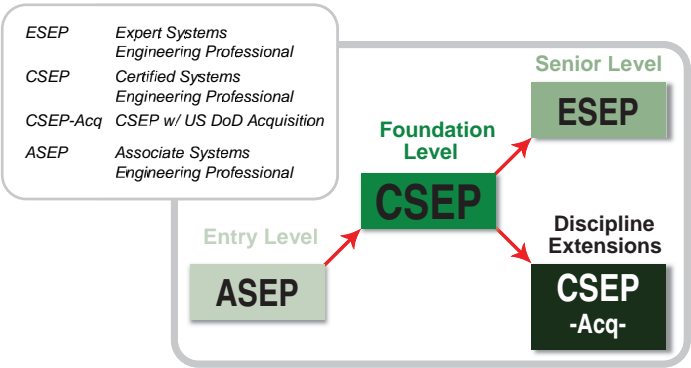 ESEP Expert Systems
Engineering Professional
CSEP Certified Systems
Engineering Professional
CSEP-Acq CSEP w/ US DoD Acquisition
ASEP Associate Systems
Engineering Professional
Senior Level
ESEP
Foundation
Level
CSEP
Entry Level
ASEP
Discipline
Extensions
CSEP
-Acq-